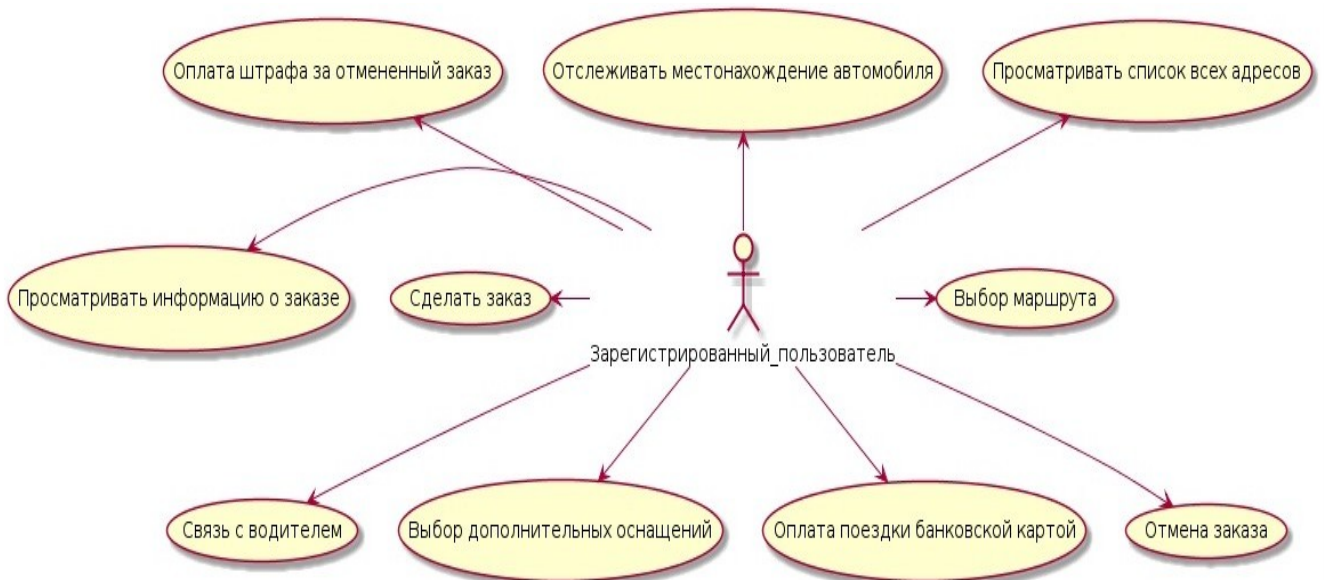 Оплата штрафа за отмененный заказ
Отслеживать местонахождение автомобиля
Просматривать список всех адресов
Просматривать информацию о заказе
Сделать заказ
Выбор маршрута
Зарегистрированный_пользователь
Связь с водителем
Выбор дополнительных оснащений
Оплата поездки банковской картой
Отмена заказа